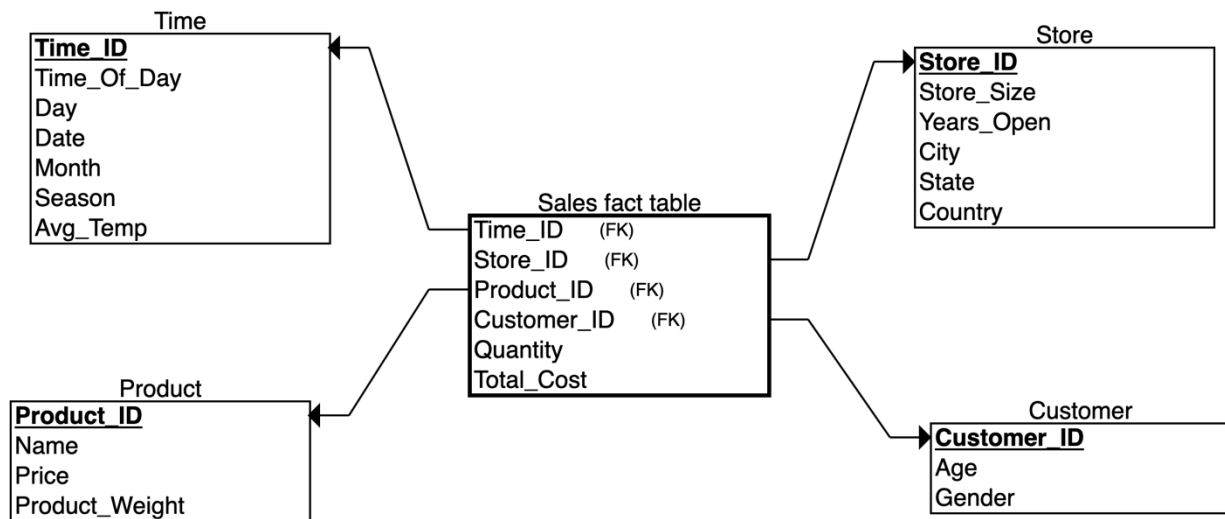 Time
Time_ID
Time_Of_Day
Day
Date
Month
Season
Avg_Temp
Store
Store_ID
Store_Size
Years_Open
City
State
Country
Sales fact table
Time_ID (FK)
Store_ID (FK)
Product_ID (FK)
Customer_ID (FK)
Quantity
Total_Cost
Product
Product_ID
Name
Price
Product_Weight
Customer
Customer_ID
Age
Gender